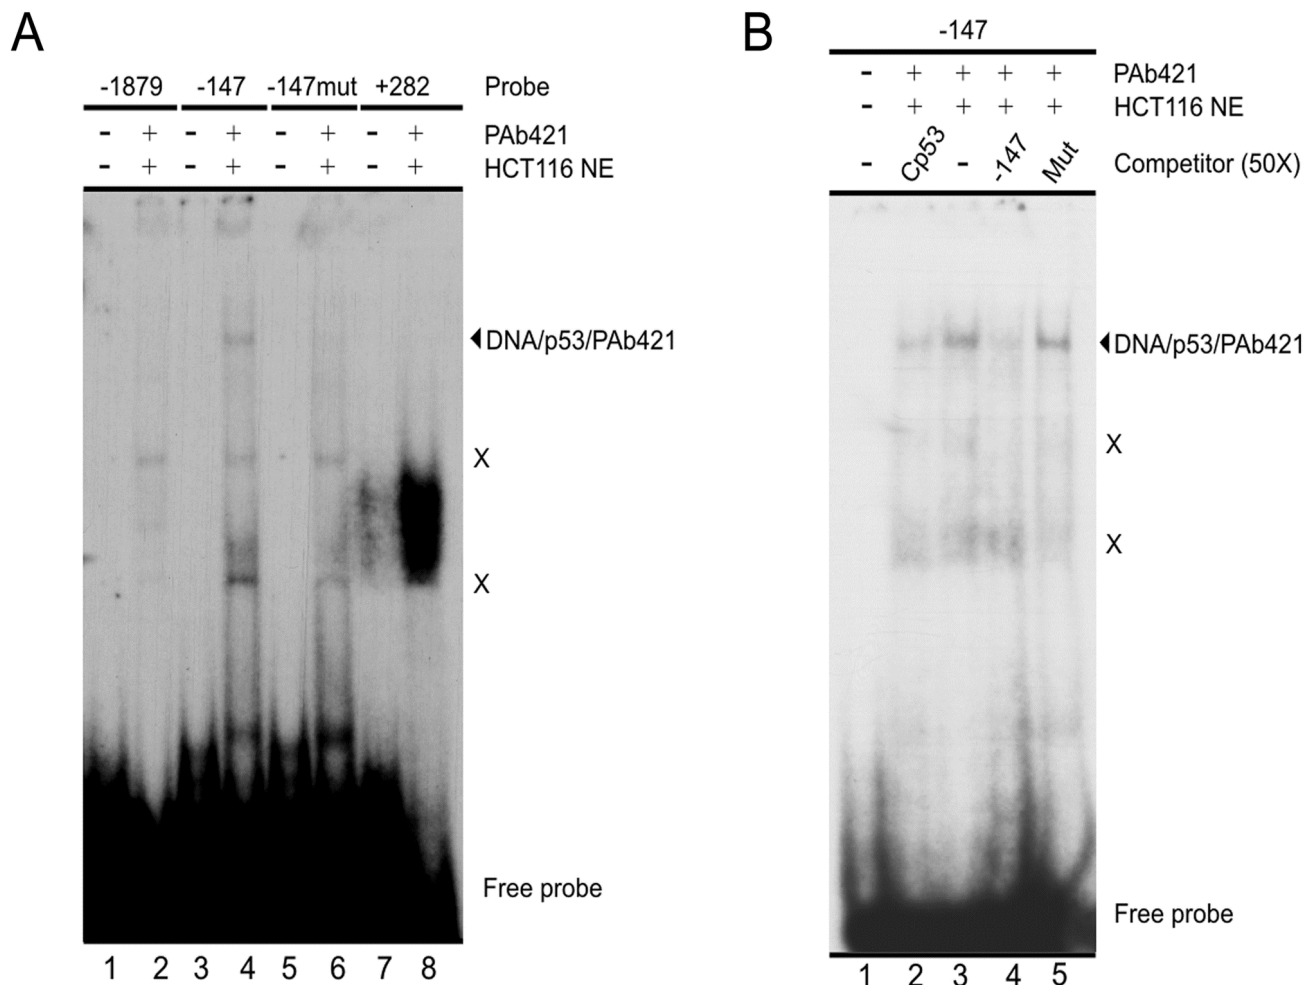 A
-1879 -147 -147mut +282 Probe
- + - + - + - + PAb421
- + - + - + - + HCT116 NE
DNA/p53/PAb421
X
X
Free probe
1 2 3 4 5 6 7 8
B
-147
- + + + + PAb421
- + + + + HCT116 NE
- Cp53 - -147 Mut Competitor (50X)
DNA/p53/PAb421
X
X
Free probe
1 2 3 4 5